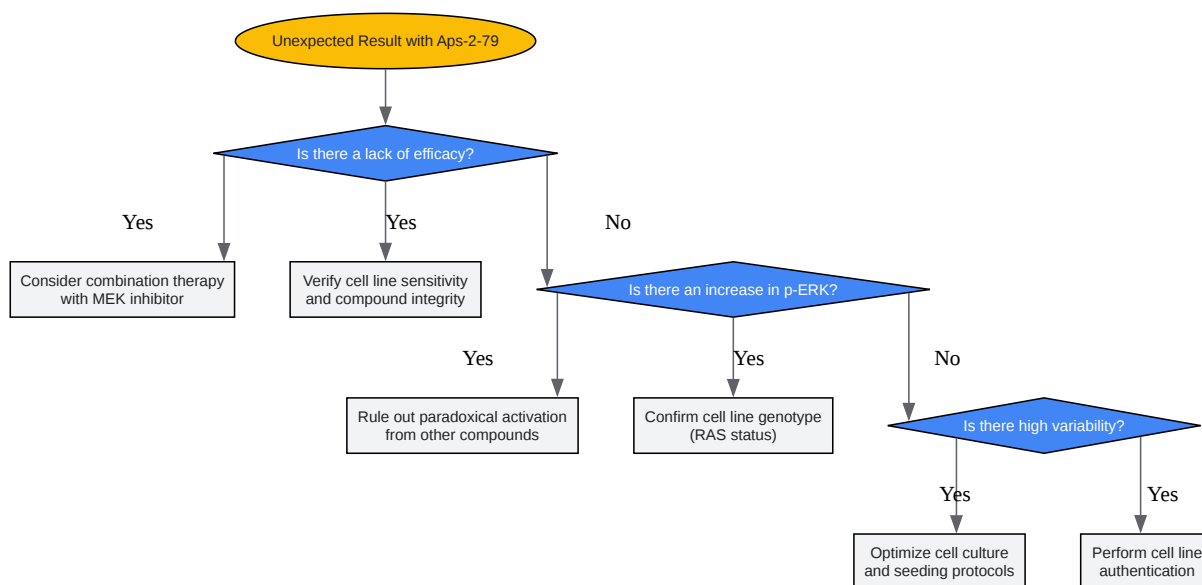 Unexpected Result with Aps-2-79
Is there a lack of efficacy?
Yes
Yes
No
Consider combination therapy
with MEK inhibitor
Verify cell line sensitivity
and compound integrity
Is there an increase in p-ERK?
Yes
Yes
No
Rule out paradoxical activation
from other compounds
Confirm cell line genotype
(RAS status)
Is there high variability?
Yes
Yes
Optimize cell culture
and seeding protocols
Perform cell line
authentication